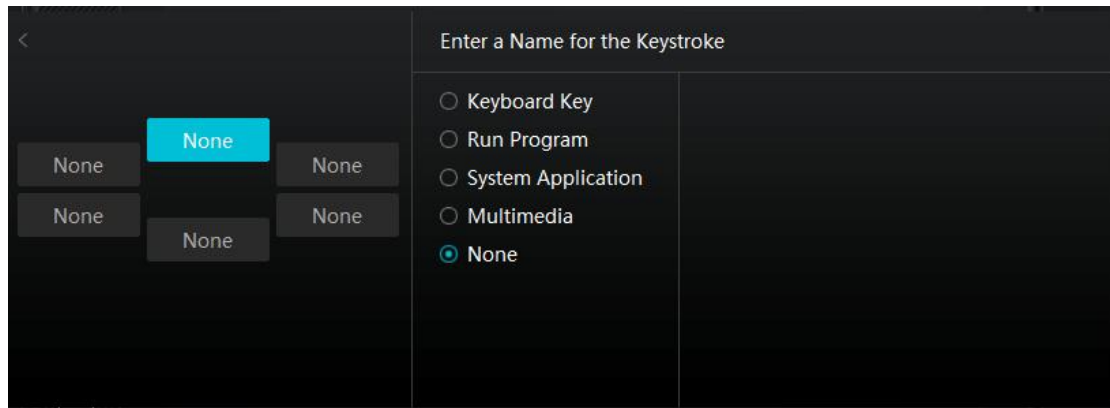 <
Enter a Name for the Keystroke
None
None
None
None
None
None
Keyboard Key
Run Program
System Application
Multimedia
None